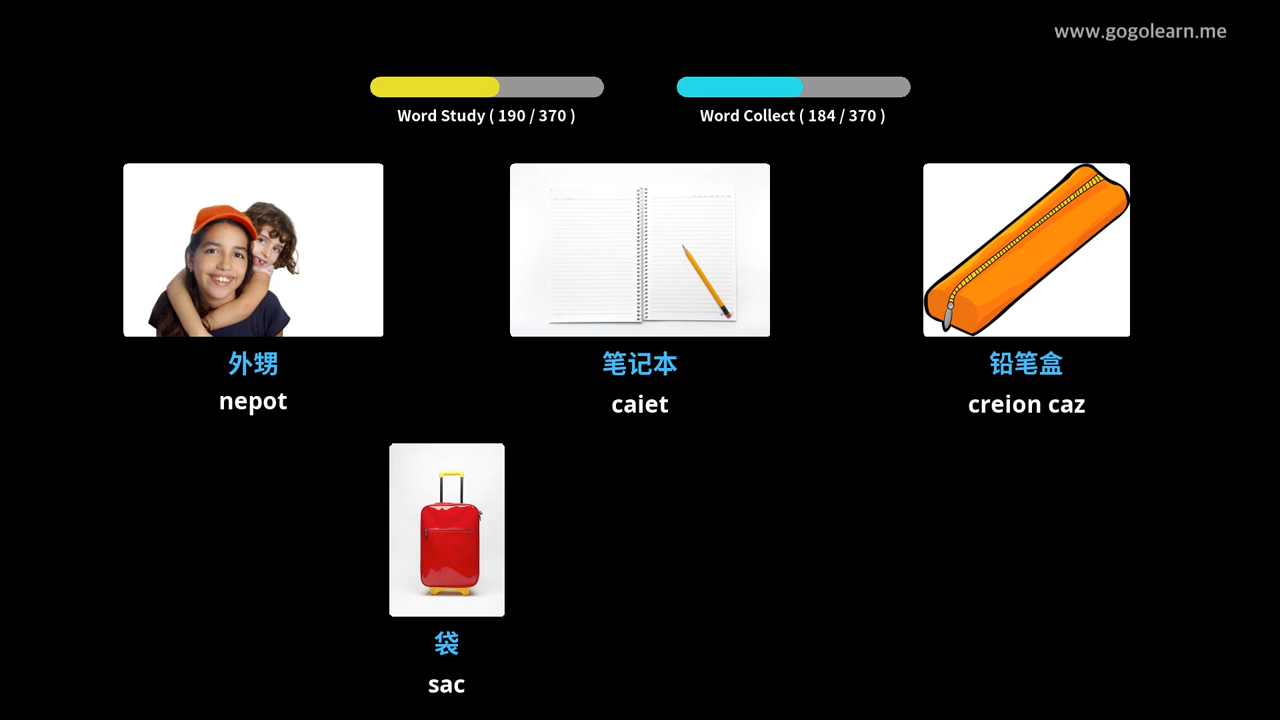 www.gogolearn.me
Word Study ( 190 / 370 )
Word Collect ( 184 / 370 )
外甥
nepot
笔记本
caiet
铅笔盒
creion caz
袋
sac